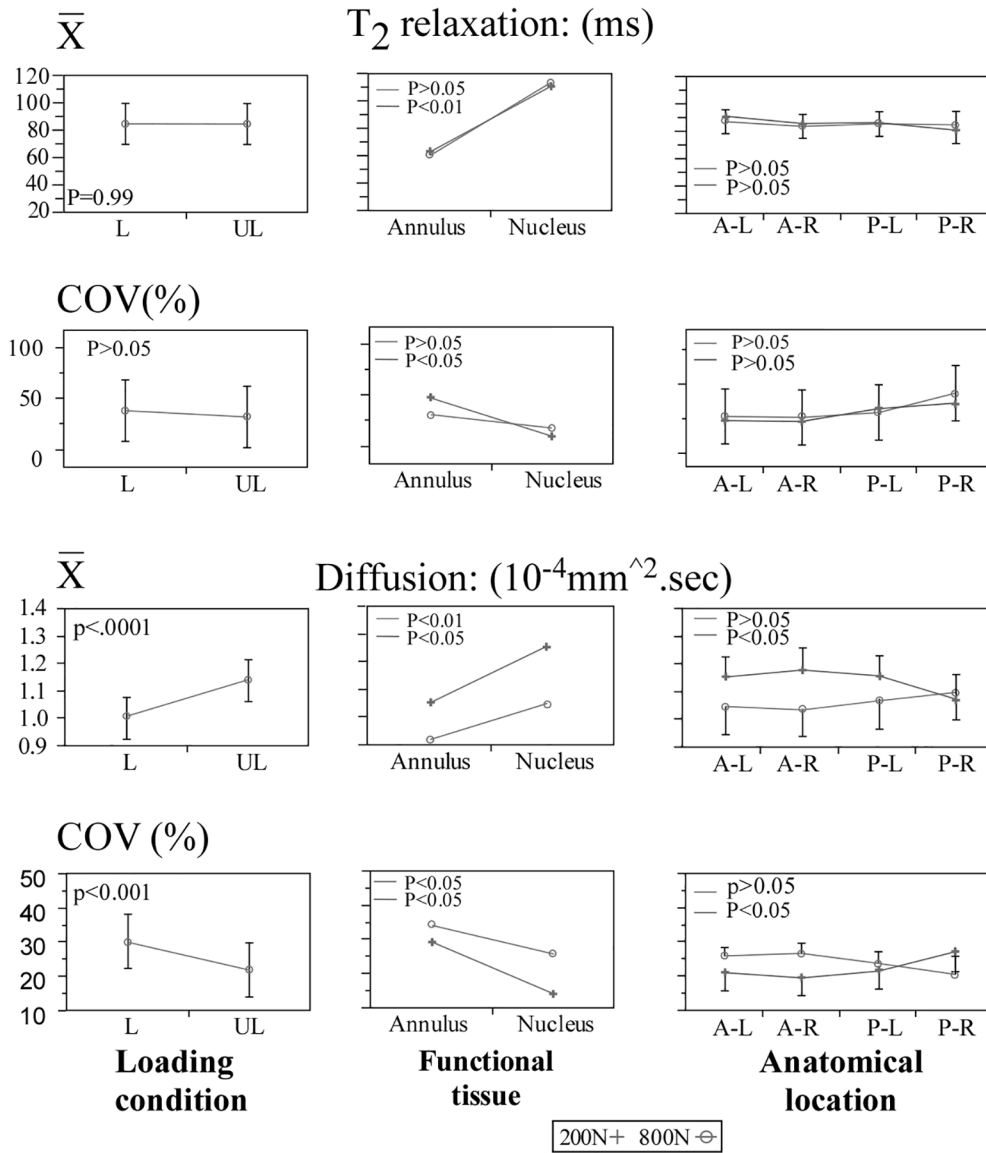 X̅ T2 relaxation: (ms)
120
100
80
60
40
20
P=0.99
L UL
P>0.05
P<0.01
Annulus Nucleus
P>0.05
P>0.05
A-L A-R P-L P-R
COV(%)
100
50
0
P>0.05
L UL
P>0.05
P<0.05
Annulus Nucleus
P>0.05
P>0.05
A-L A-R P-L P-R
X̅ Diffusion: (10-4mm^2.sec)
1.4
1.3
1.2
1.1
1.0
0.9
p<.0001
L UL
P<0.01
P<0.05
Annulus Nucleus
P>0.05
P<0.05
A-L A-R P-L P-R
COV (%)
50
40
30
20
10
p<0.001
L UL
P<0.05
P<0.05
Annulus Nucleus
p>0.05
P<0.05
A-L A-R P-L P-R
Loading
condition
Functional
tissue
Anatomical
location
200N+ 800N